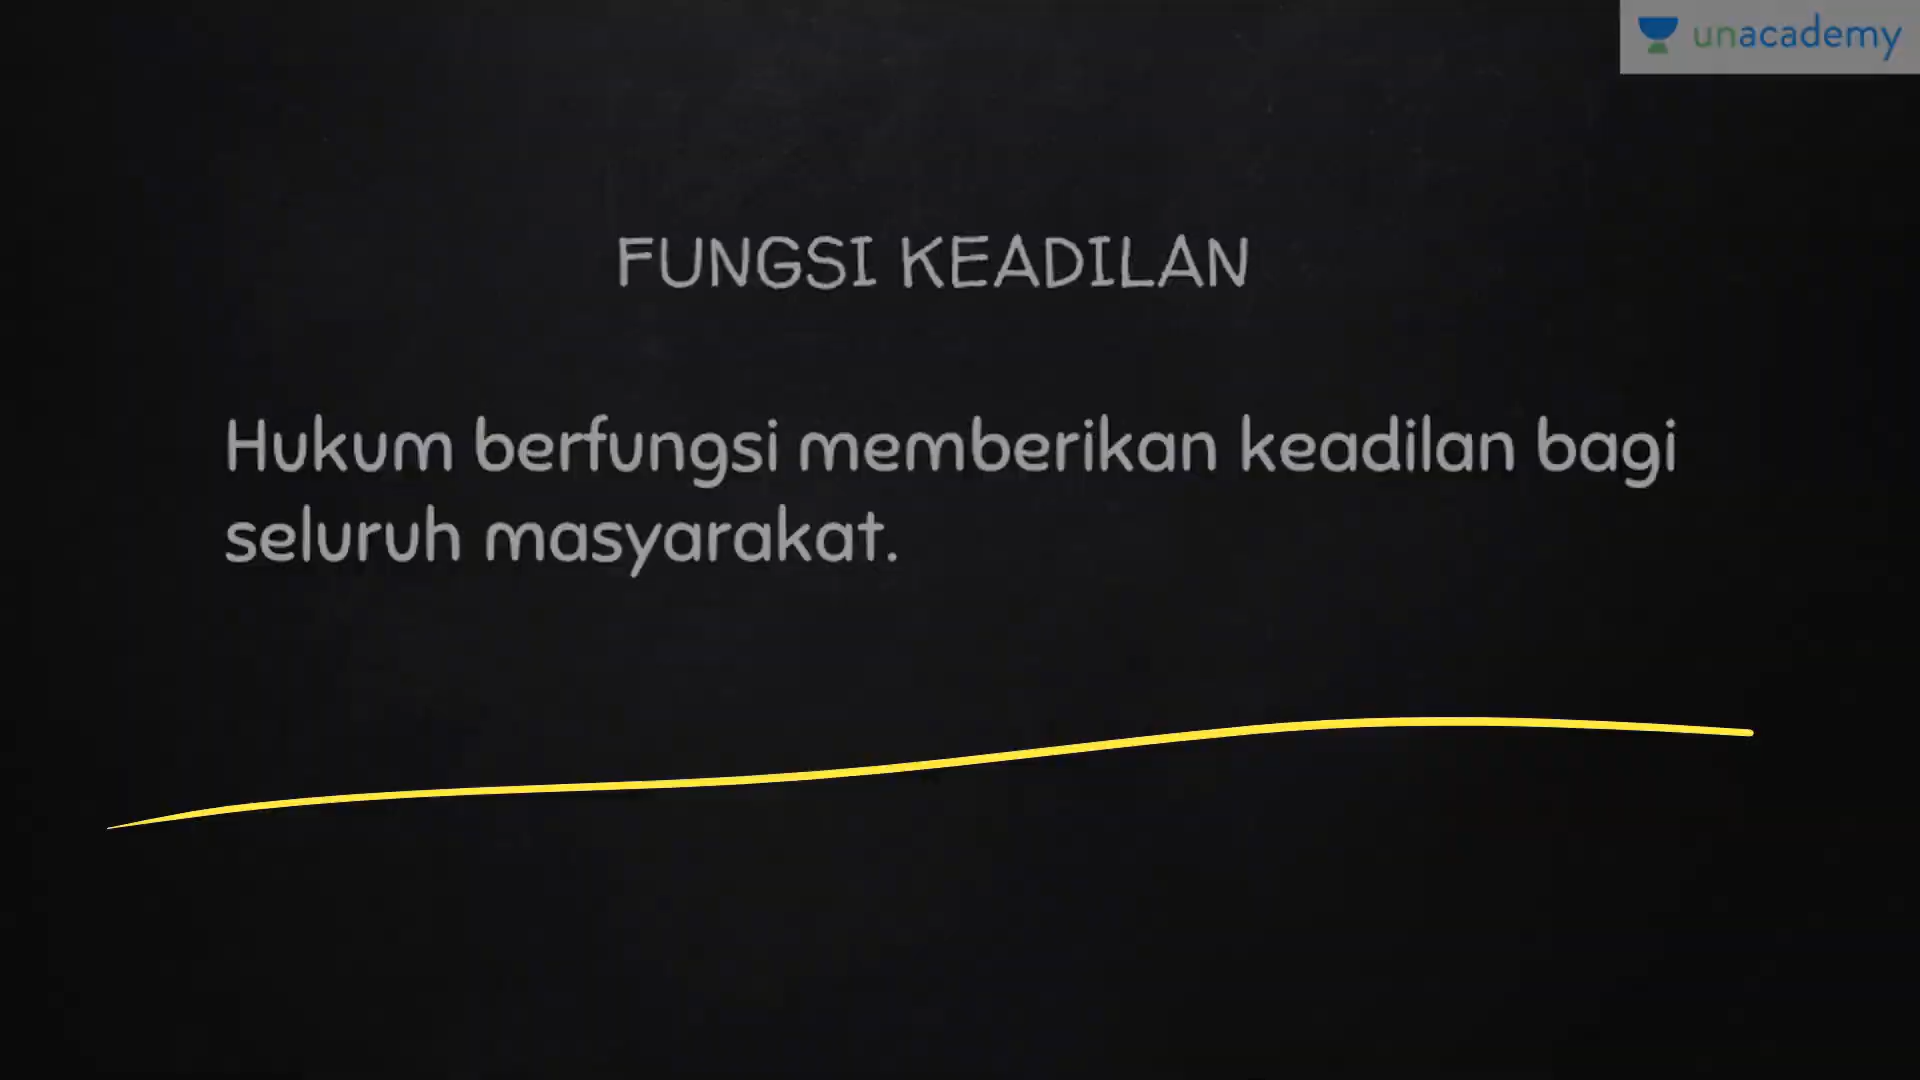 unacademy
FUNGSI KEADILAN
Hukum berfungsi memberikan keadilan bagi
seluruh masyarakat.